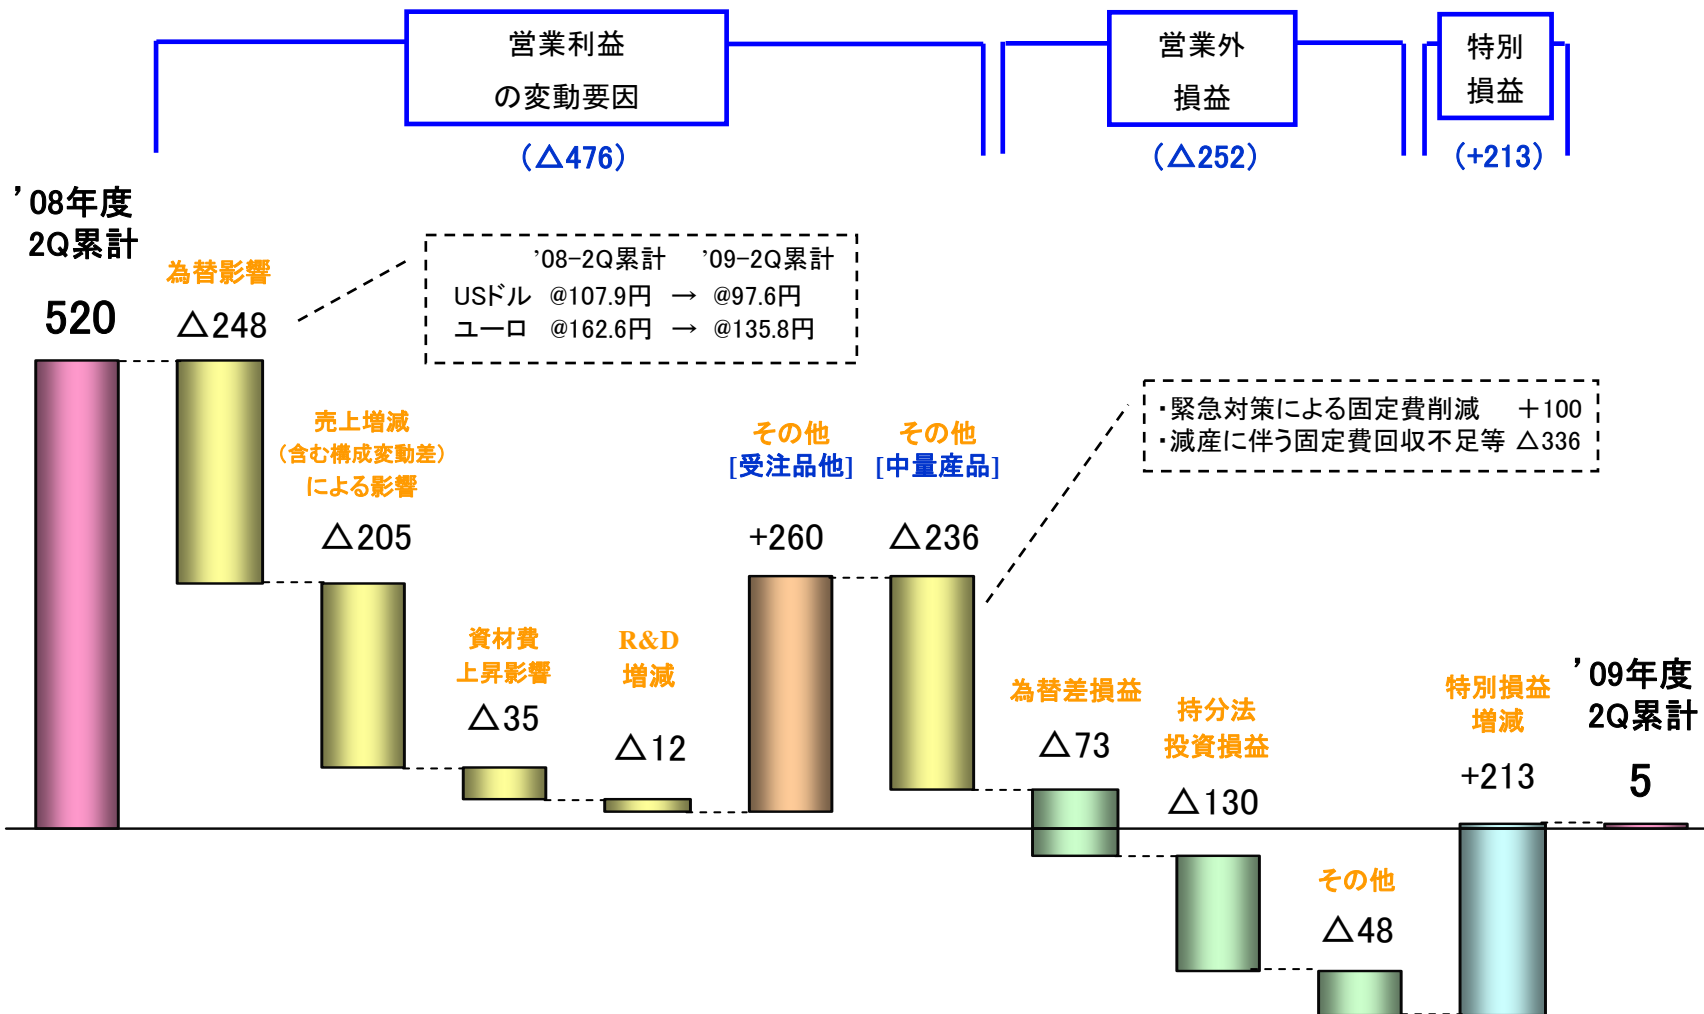 営業利益
の変動要因
(△476)
営業外
損益
(△252)
特別
損益
(+213)
’08年度
2Q累計
520
為替影響
△248
’08-2Q累計 ’09-2Q累計
USドル @107.9円 → @97.6円
ユーロ @162.6円 → @135.8円
売上増減
(含む構成変動差)
による影響
△205
資材費
上昇影響
△35
R&D
増減
△12
その他
[受注品他]
+260
その他
[中量産品]
△236
・緊急対策による固定費削減 +100
・減産に伴う固定費回収不足等 △336
為替差損益
△73
持分法
投資損益
△130
その他
△48
特別損益
増減
+213
’09年度
2Q累計
5